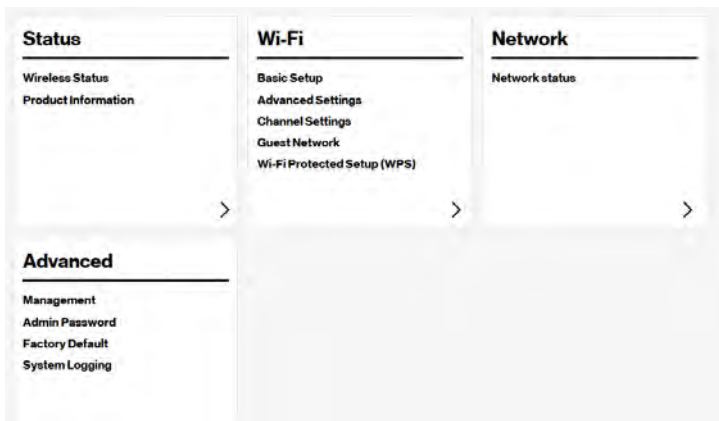 Status
Wireless Status
Product Information
Wi-Fi
Basic Setup
Advanced Settings
Channel Settings
Guest Network
Wi-Fi Protected Setup (WPS)
Network
Network status
Advanced
Management
Admin Password
Factory Default
System Logging